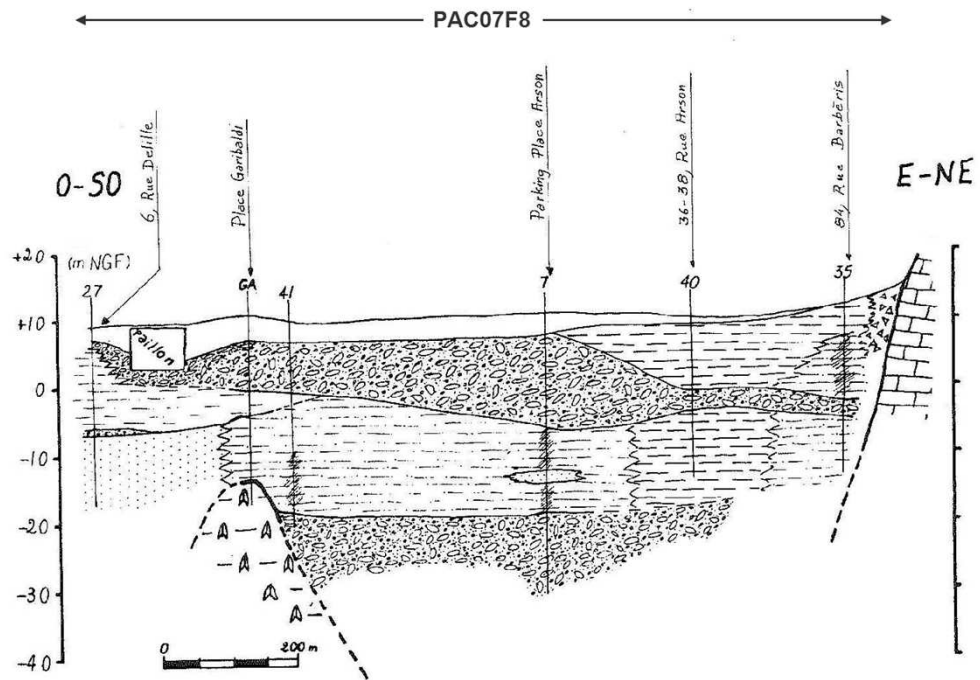 PAC07F8
6, Rue Delille
Place Garibaldi
Parking Place Arson
36-38, Rue Arson
84, Rue Barbéris
O-SO
E-NE
+20
(m NGF)
27
GA
41
7
40
35
+10
Paillon
0
-10
-20
-30
0
200 m
-40